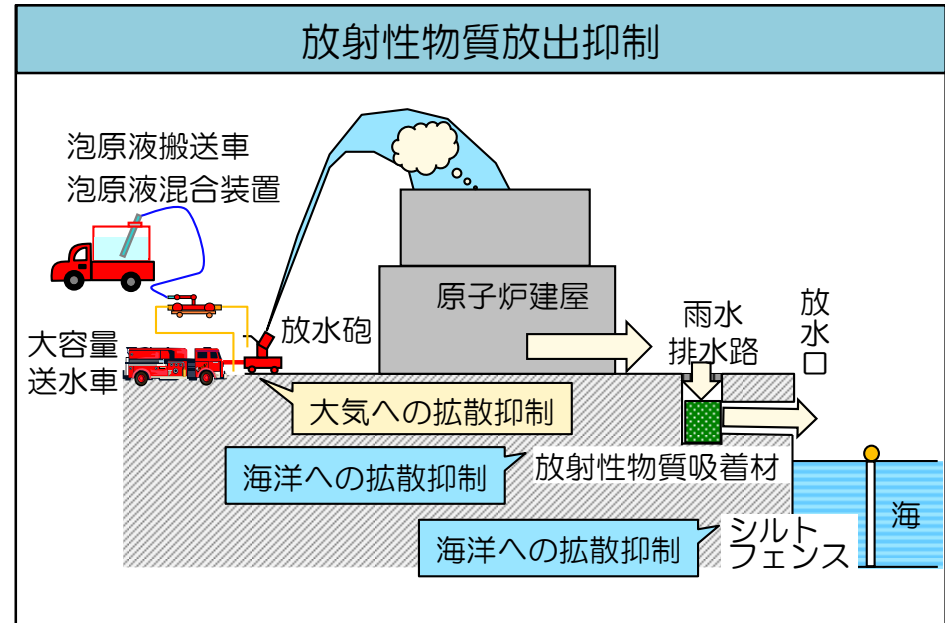 放射性物質放出抑制
泡原液搬送車
泡原液混合装置
大容量
送水車
放水砲
原子炉建屋
雨水
排水路
放
水
口
大気への拡散抑制
海洋への拡散抑制
放射性物質吸着材
海洋への拡散抑制
シルト
フェンス
海